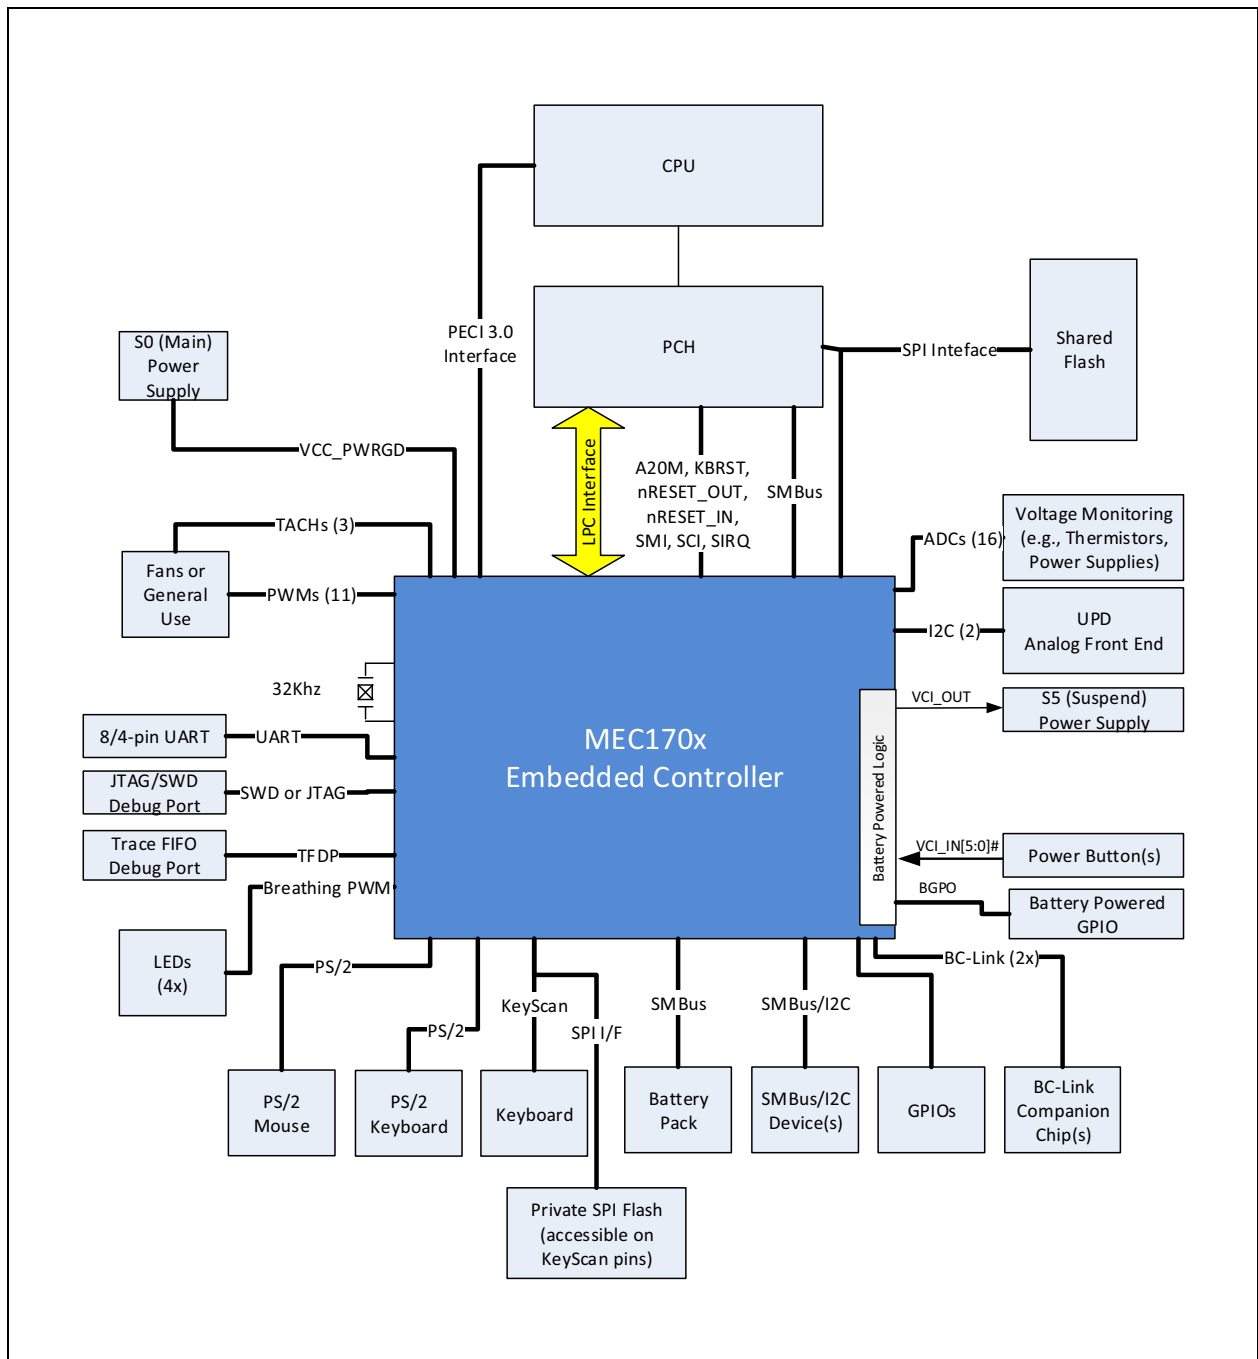 CPU
PECI 3.0
Interface
PCH
SPI Inteface
Shared
Flash
S0 (Main)
Power
Supply
VCC_PWRGD
LPC Interface
A20M, KBRST,
nRESET_OUT,
nRESET_IN,
SMI, SCI, SIRQ
SMBus
TACHs (3)
Fans or
General
Use
PWMs (11)
ADCs (16)
Voltage Monitoring
(e.g., Thermistors,
Power Supplies)
I2C (2)
UPD
Analog Front End
32Khz
VCI_OUT
S5 (Suspend)
Power Supply
8/4-pin UART
UART
MEC170x
Embedded Controller
Battery Powered Logic
JTAG/SWD
Debug Port
SWD or JTAG
Trace FIFO
Debug Port
TFDP
VCI_IN[5:0]#
Power Button(s)
Breathing PWM
BGPO
Battery Powered
GPIO
LEDs
(4x)
PS/2
PS/2
KeyScan
SPI I/F
SMBus
SMBus/I2C
BC-Link (2x)
PS/2
Mouse
PS/2
Keyboard
Keyboard
Battery
Pack
SMBus/I2C
Device(s)
GPIOs
BC-Link
Companion
Chip(s)
Private SPI Flash
(accessible on
KeyScan pins)